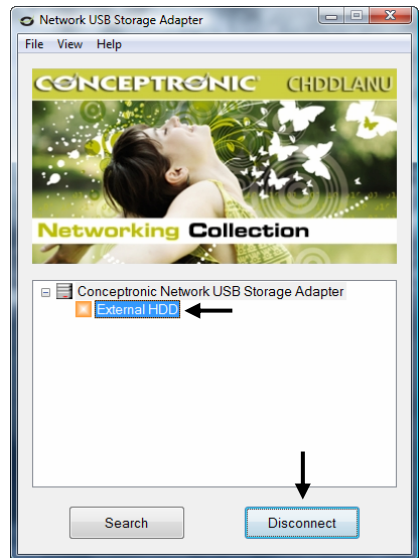 Network USB Storage Adapter
File View Help
CONCEPTRONIC CHDDLANU
Networking Collection
Conceptronic Network USB Storage Adapter
External HDD
Search Disconnect